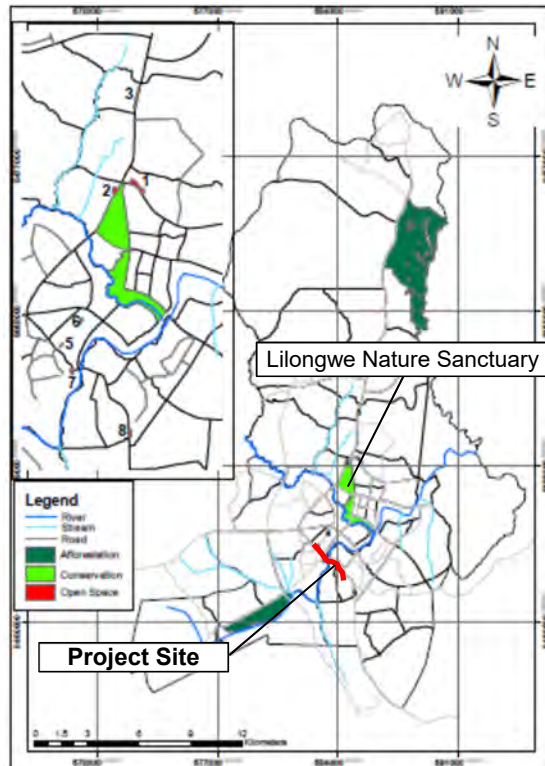 N
W E
S
3
1
2
6
5
7
8
Lilongwe Nature Sanctuary
Legend
River
Stream
Road
Afforestation
Conservation
Open Space
Project Site
0 1.5 3 6 9 12
Kilometers